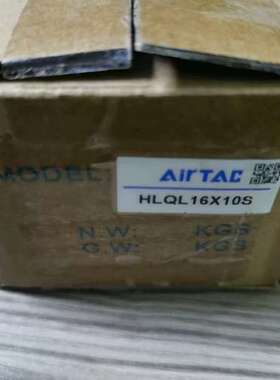 MODEL: AirTAC
HLQL16X10S
N.W: KGS
G.W: KGS